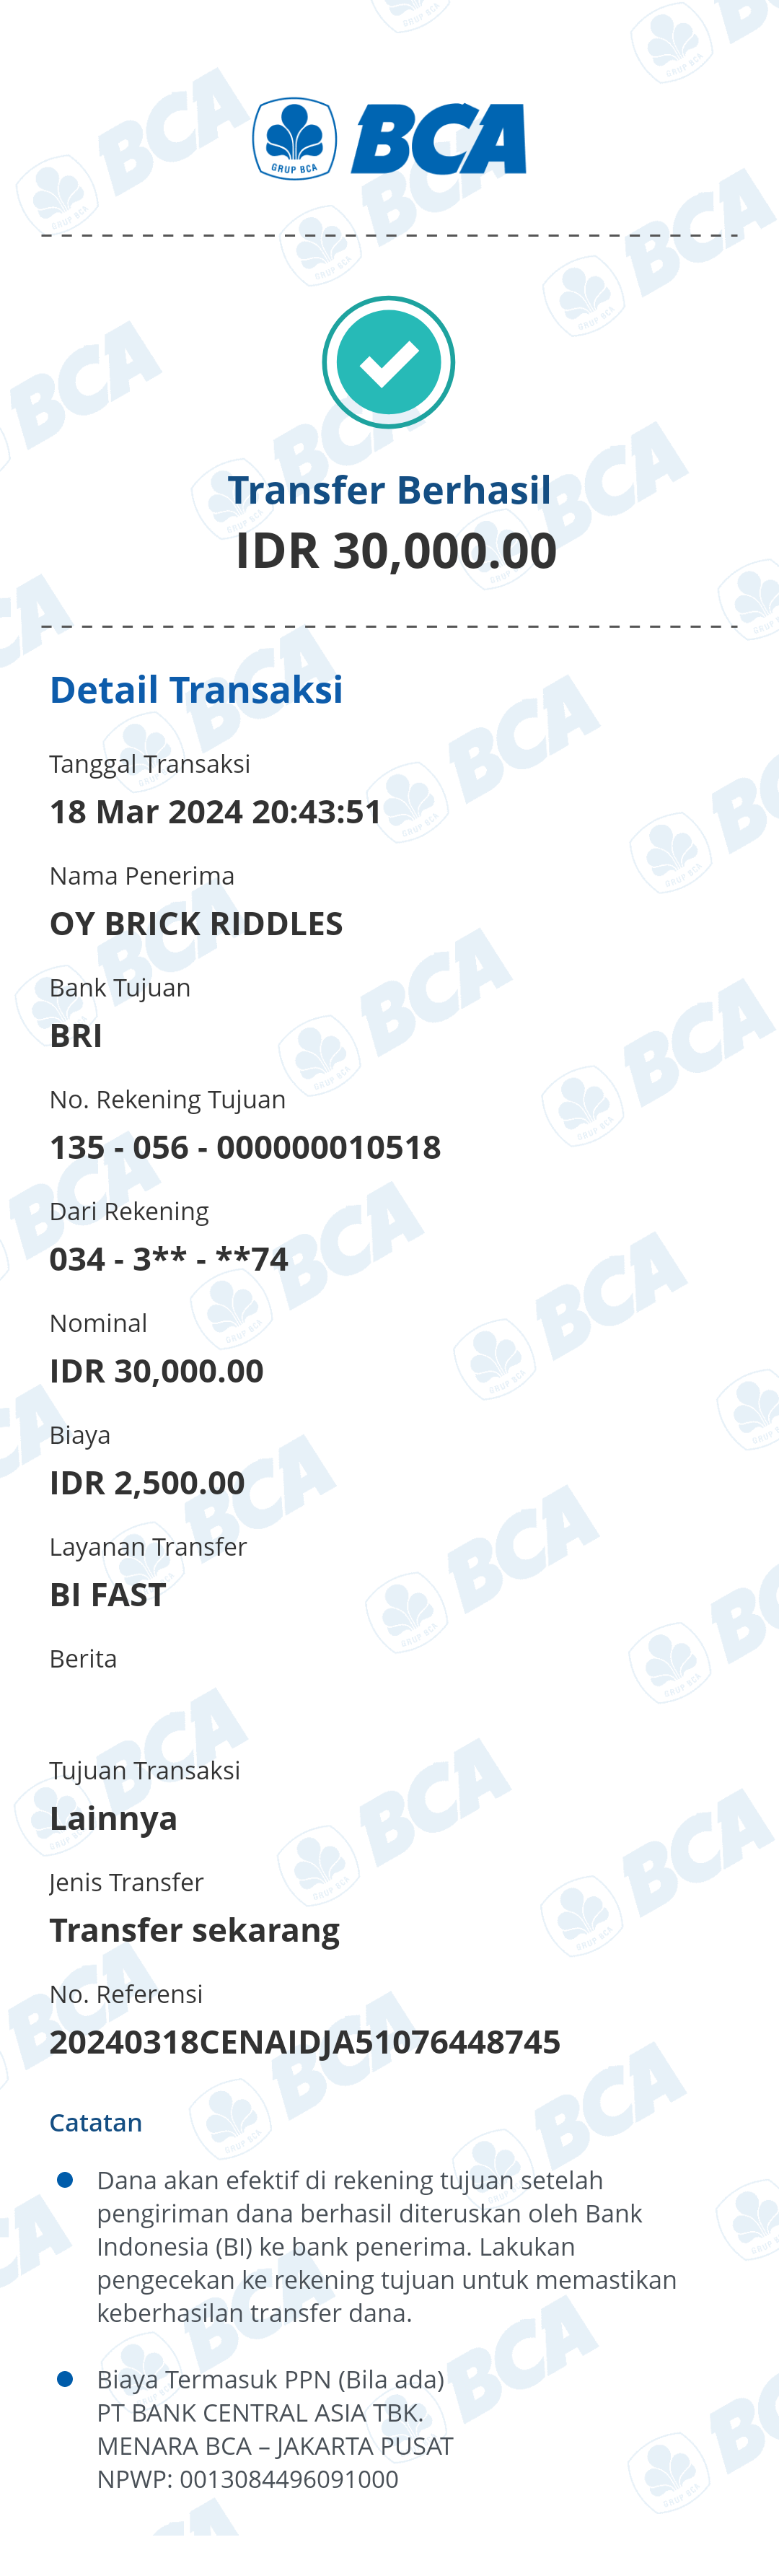 GRUP BCA
BCA
Transfer Berhasil
IDR 30,000.00
Detail Transaksi
Tanggal Transaksi
18 Mar 2024 20:43:51
Nama Penerima
OY BRICK RIDDLES
Bank Tujuan
BRI
No. Rekening Tujuan
135 - 056 - 000000010518
Dari Rekening
034 - 3** - **74
Nominal
IDR 30,000.00
Biaya
IDR 2,500.00
Layanan Transfer
BI FAST
Berita
Tujuan Transaksi
Lainnya
Jenis Transfer
Transfer sekarang
No. Referensi
20240318CENAIDJA51076448745
Catatan
Dana akan efektif di rekening tujuan setelah
pengiriman dana berhasil diteruskan oleh Bank
Indonesia (BI) ke bank penerima. Lakukan
pengecekan ke rekening tujuan untuk memastikan
keberhasilan transfer dana.
Biaya Termasuk PPN (Bila ada)
PT BANK CENTRAL ASIA TBK.
MENARA BCA – JAKARTA PUSAT
NPWP: 0013084496091000